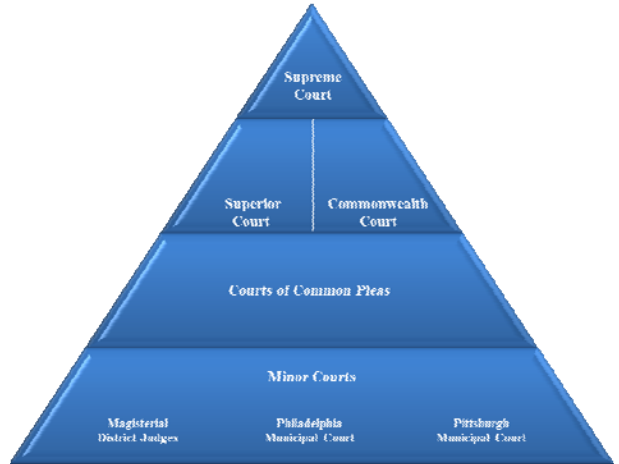 Supreme
Court
Superior
Court
Commonwealth
Court
Courts of Common Pleas
Minor Courts
Magisterial
District Judges
Philadelphia
Municipal Court
Pittsburgh
Municipal Court